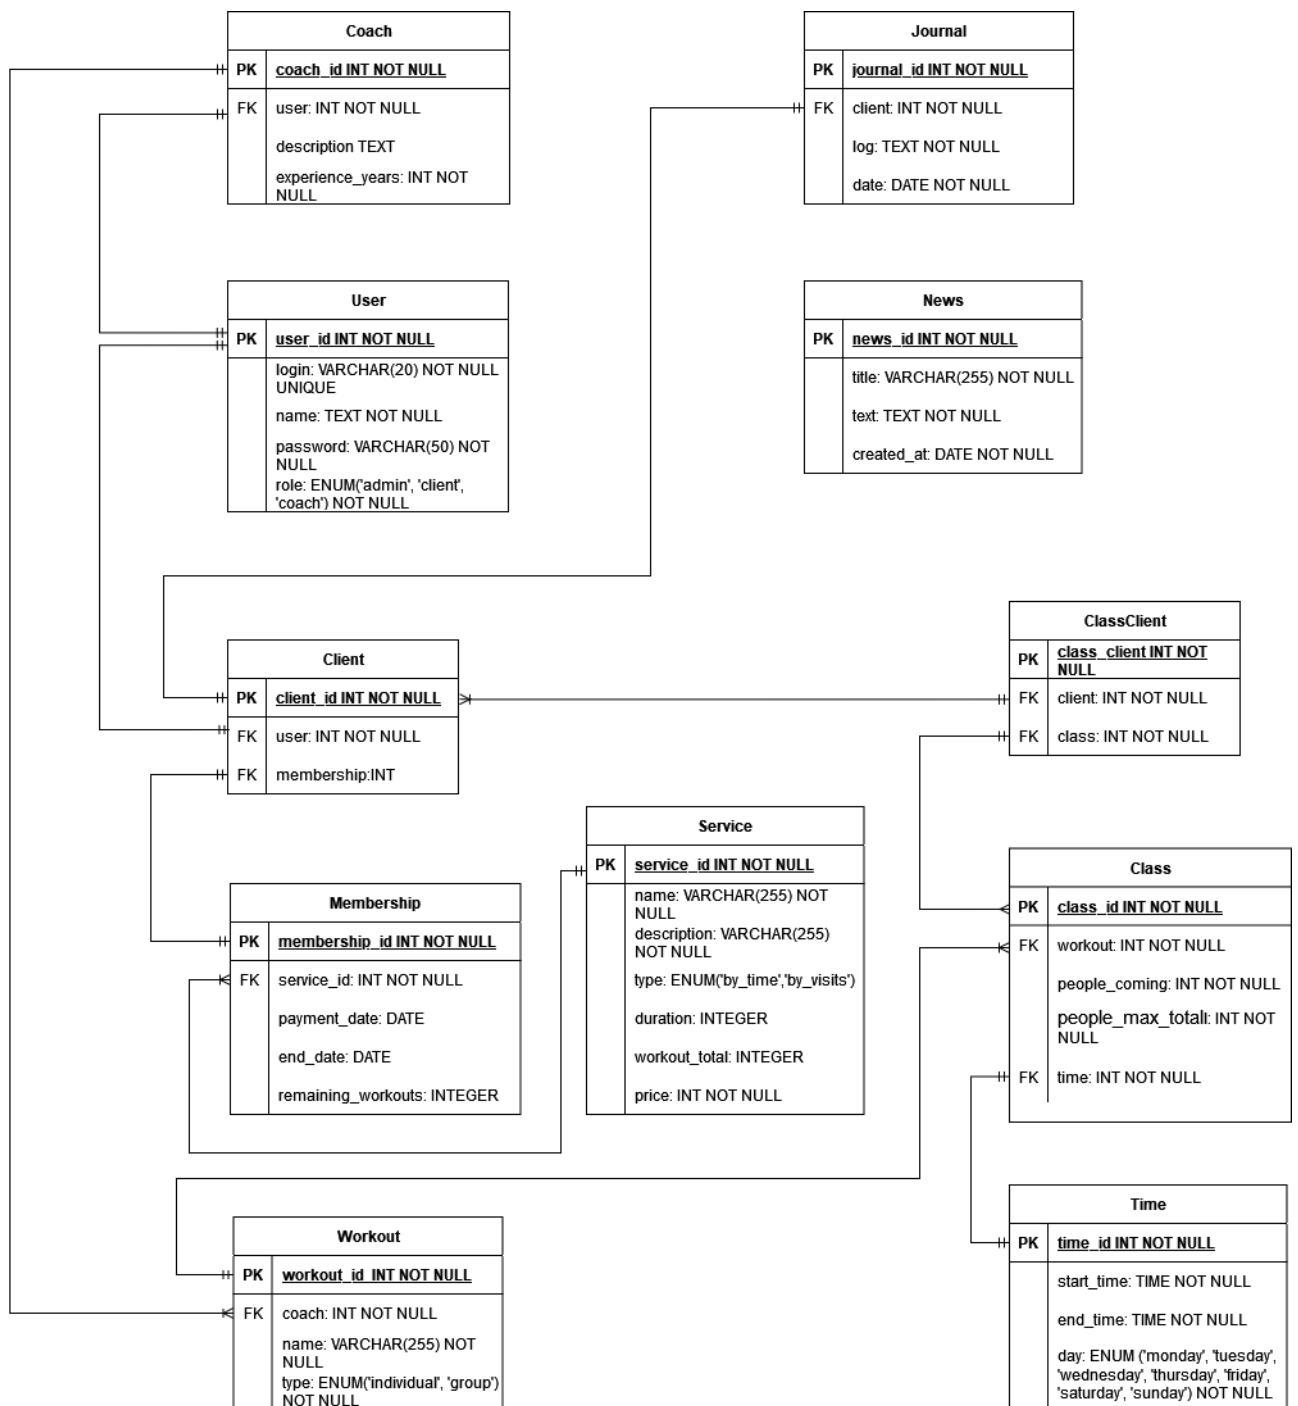 Coach
PK coach_id INT NOT NULL
FK user: INT NOT NULL
description TEXT
experience_years: INT NOT
NULL
Journal
PK journal_id INT NOT NULL
FK client: INT NOT NULL
log: TEXT NOT NULL
date: DATE NOT NULL
User
PK user_id INT NOT NULL
login: VARCHAR(20) NOT NULL
UNIQUE
name: TEXT NOT NULL
password: VARCHAR(50) NOT
NULL
role: ENUM('admin', 'client',
'coach') NOT NULL
News
PK news_id INT NOT NULL
title: VARCHAR(255) NOT NULL
text: TEXT NOT NULL
created_at: DATE NOT NULL
Client
PK client_id INT NOT NULL
FK user: INT NOT NULL
FK membership:INT
ClassClient
PK class_client INT NOT
NULL
FK client: INT NOT NULL
FK class: INT NOT NULL
Membership
PK membership_id INT NOT NULL
FK service_id: INT NOT NULL
payment_date: DATE
end_date: DATE
remaining_workouts: INTEGER
Service
PK service_id INT NOT NULL
name: VARCHAR(255) NOT
NULL
description: VARCHAR(255)
NOT NULL
type: ENUM('by_time','by_visits')
duration: INTEGER
workout_total: INTEGER
price: INT NOT NULL
Class
PK class_id INT NOT NULL
FK workout: INT NOT NULL
people_coming: INT NOT NULL
people_max_totall: INT NOT
NULL
FK time: INT NOT NULL
Workout
PK workout_id INT NOT NULL
FK coach: INT NOT NULL
name: VARCHAR(255) NOT
NULL
type: ENUM('individual', 'group')
NOT NULL
Time
PK time_id INT NOT NULL
start_time: TIME NOT NULL
end_time: TIME NOT NULL
day: ENUM ('monday', 'tuesday',
'wednesday', 'thursday', 'friday',
'saturday', 'sunday') NOT NULL